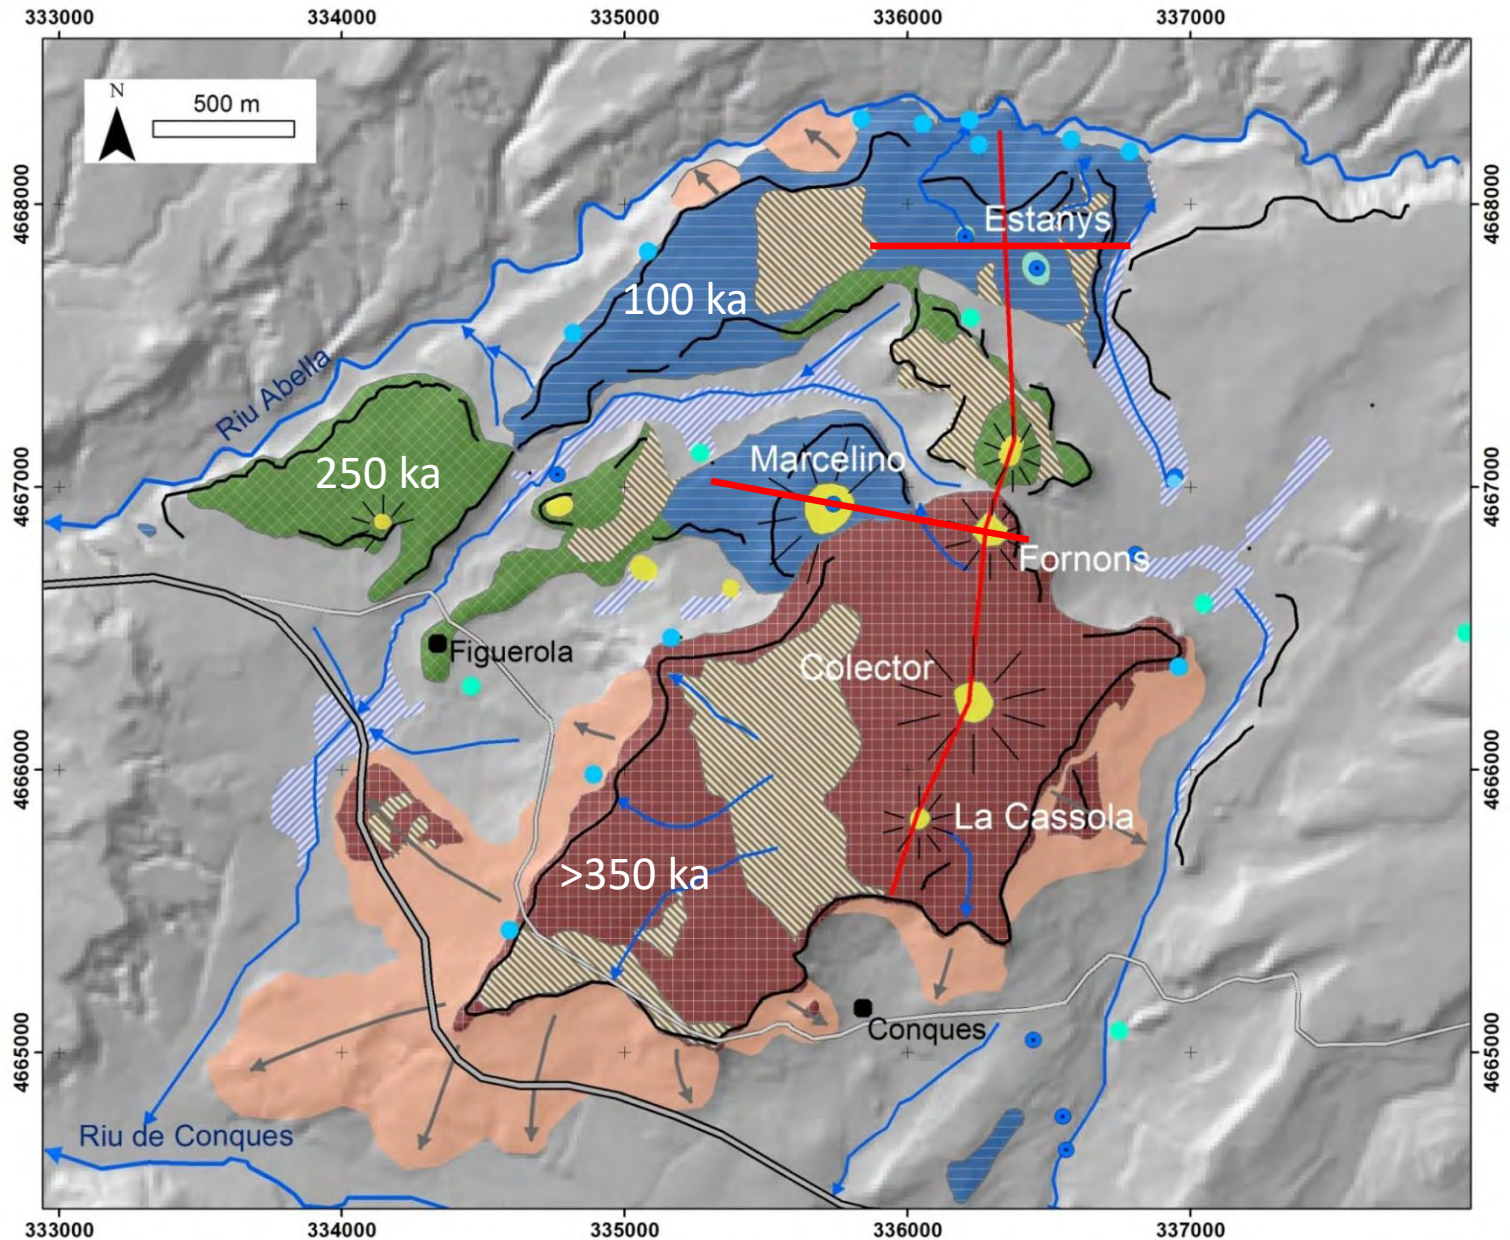 333000 334000 335000 336000 337000
N
500 m
4668000 4668000
Estanys
100 ka
Riu Abella
Marcelino
250 ka
4667000 4667000
Fornons
Figuerola
Colector
4666000 4666000
La Cassola
>350 ka
Conques
4665000 4665000
Riu de Conques
333000 334000 335000 336000 337000